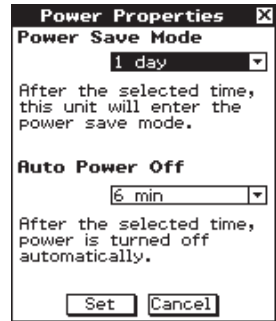 Power Properties
Power Save Mode
1 day
After the selected time,
this unit will enter the
power save mode.
Auto Power Off
6 min
After the selected time,
power is turned off
automatically.
Set Cancel